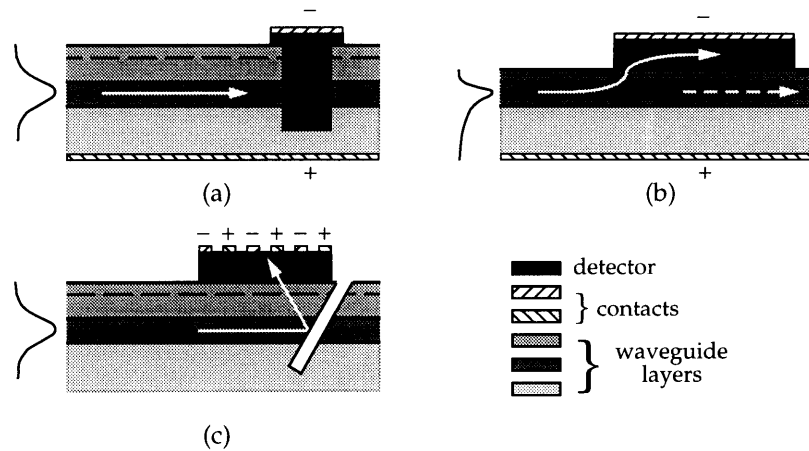 −
+
(a)
−
+
(b)
− + − + − +
(c)
detector
} contacts
} waveguide
layers